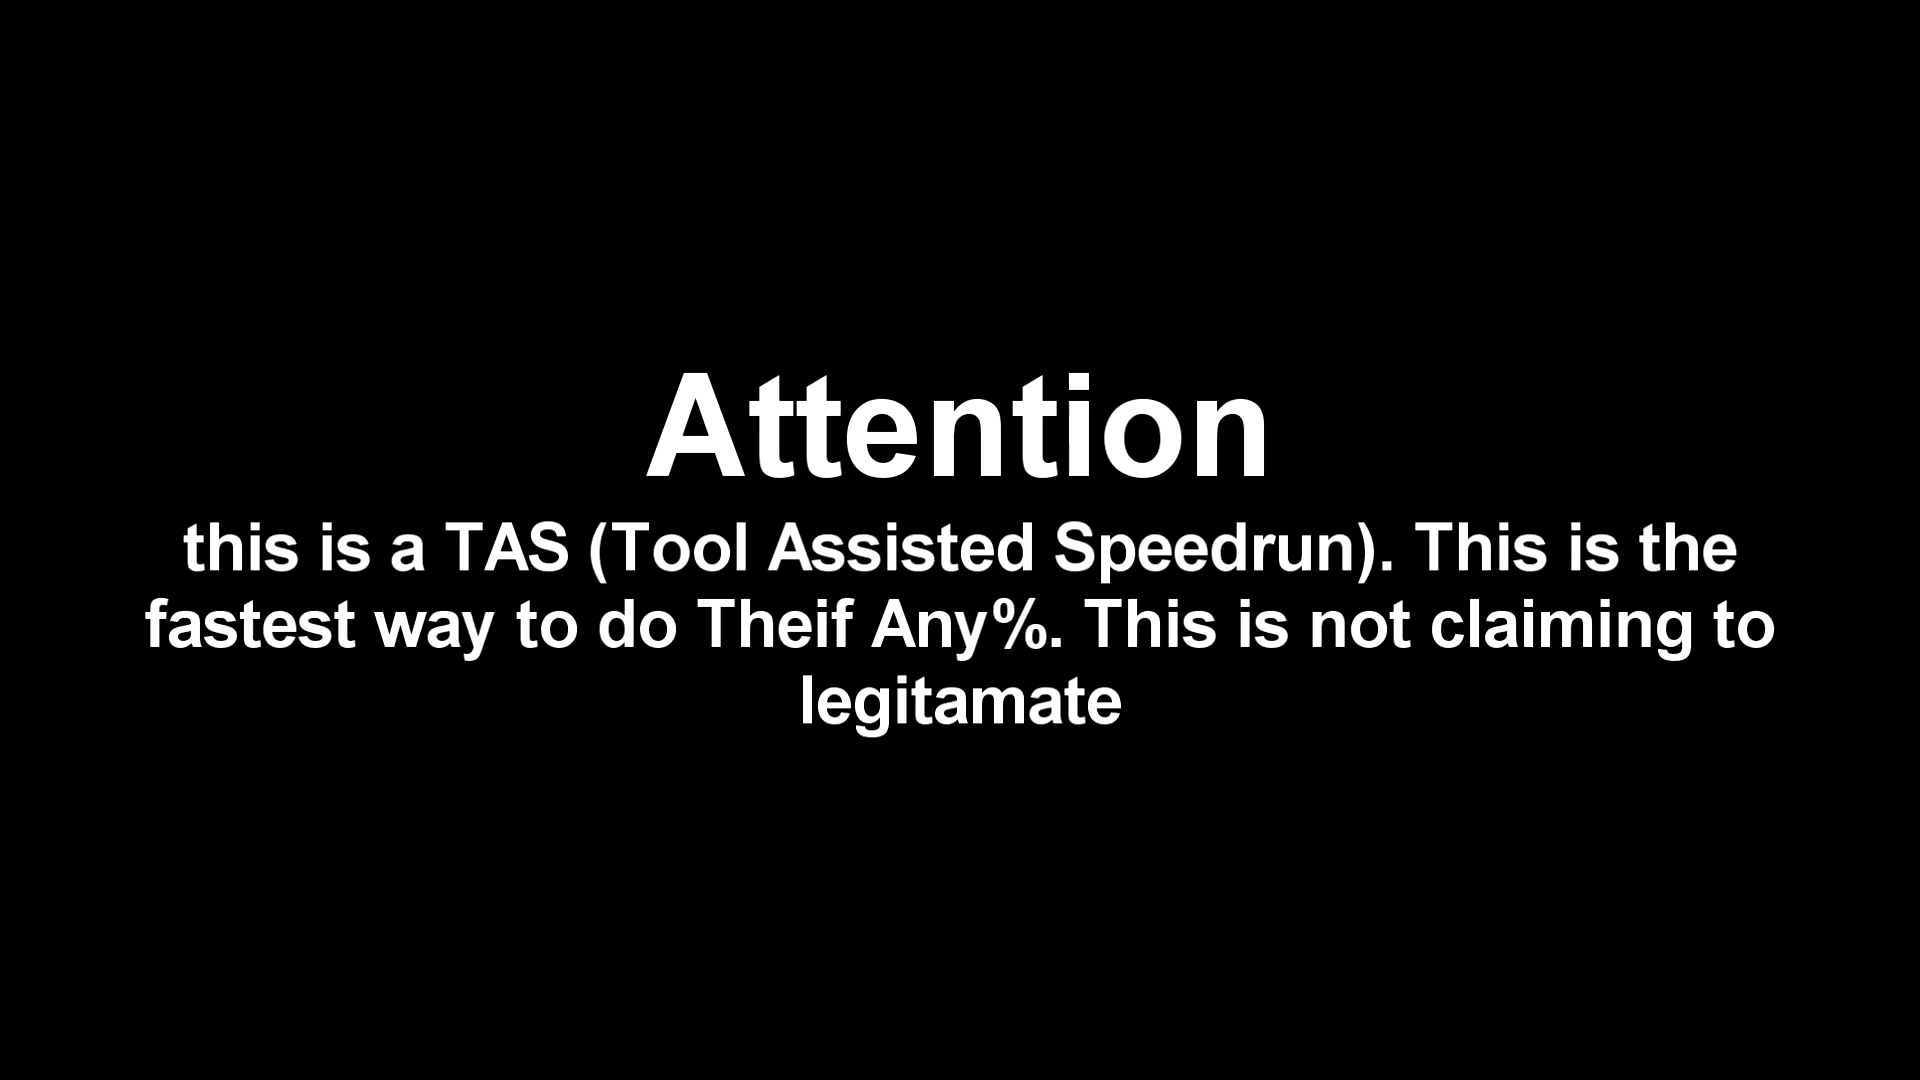 Attention
this is a TAS (Tool Assisted Speedrun). This is the
fastest way to do Theif Any%. This is not claiming to
legitamate